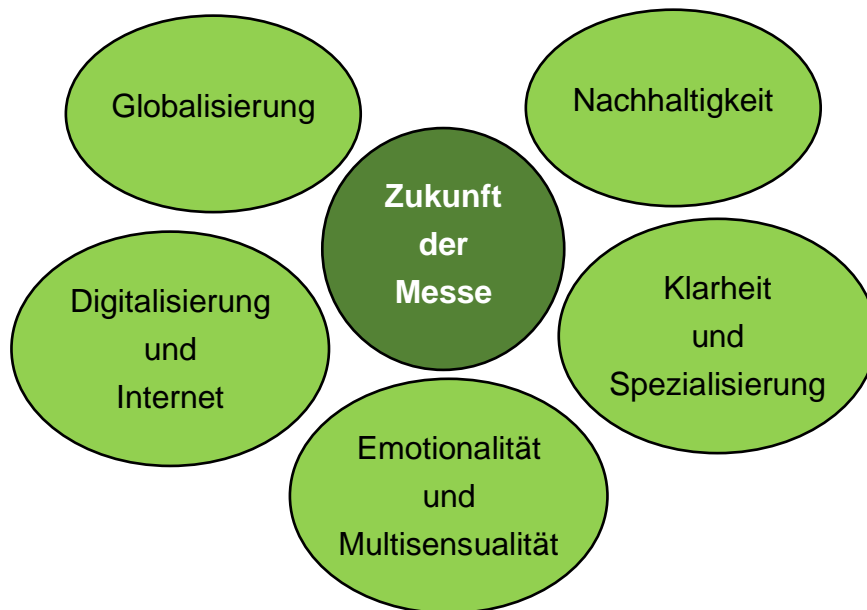 Globalisierung
Nachhaltigkeit
Zukunft
der
Messe
Digitalisierung
und
Internet
Klarheit
und
Spezialisierung
Emotionalität
und
Multisensualität